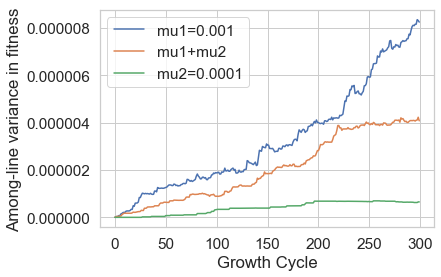 Among-line variance in fitness
0.000008
0.000006
0.000004
0.000002
0.000000
mu1=0.001
mu1+mu2
mu2=0.0001
0 50 100 150 200 250 300
Growth Cycle